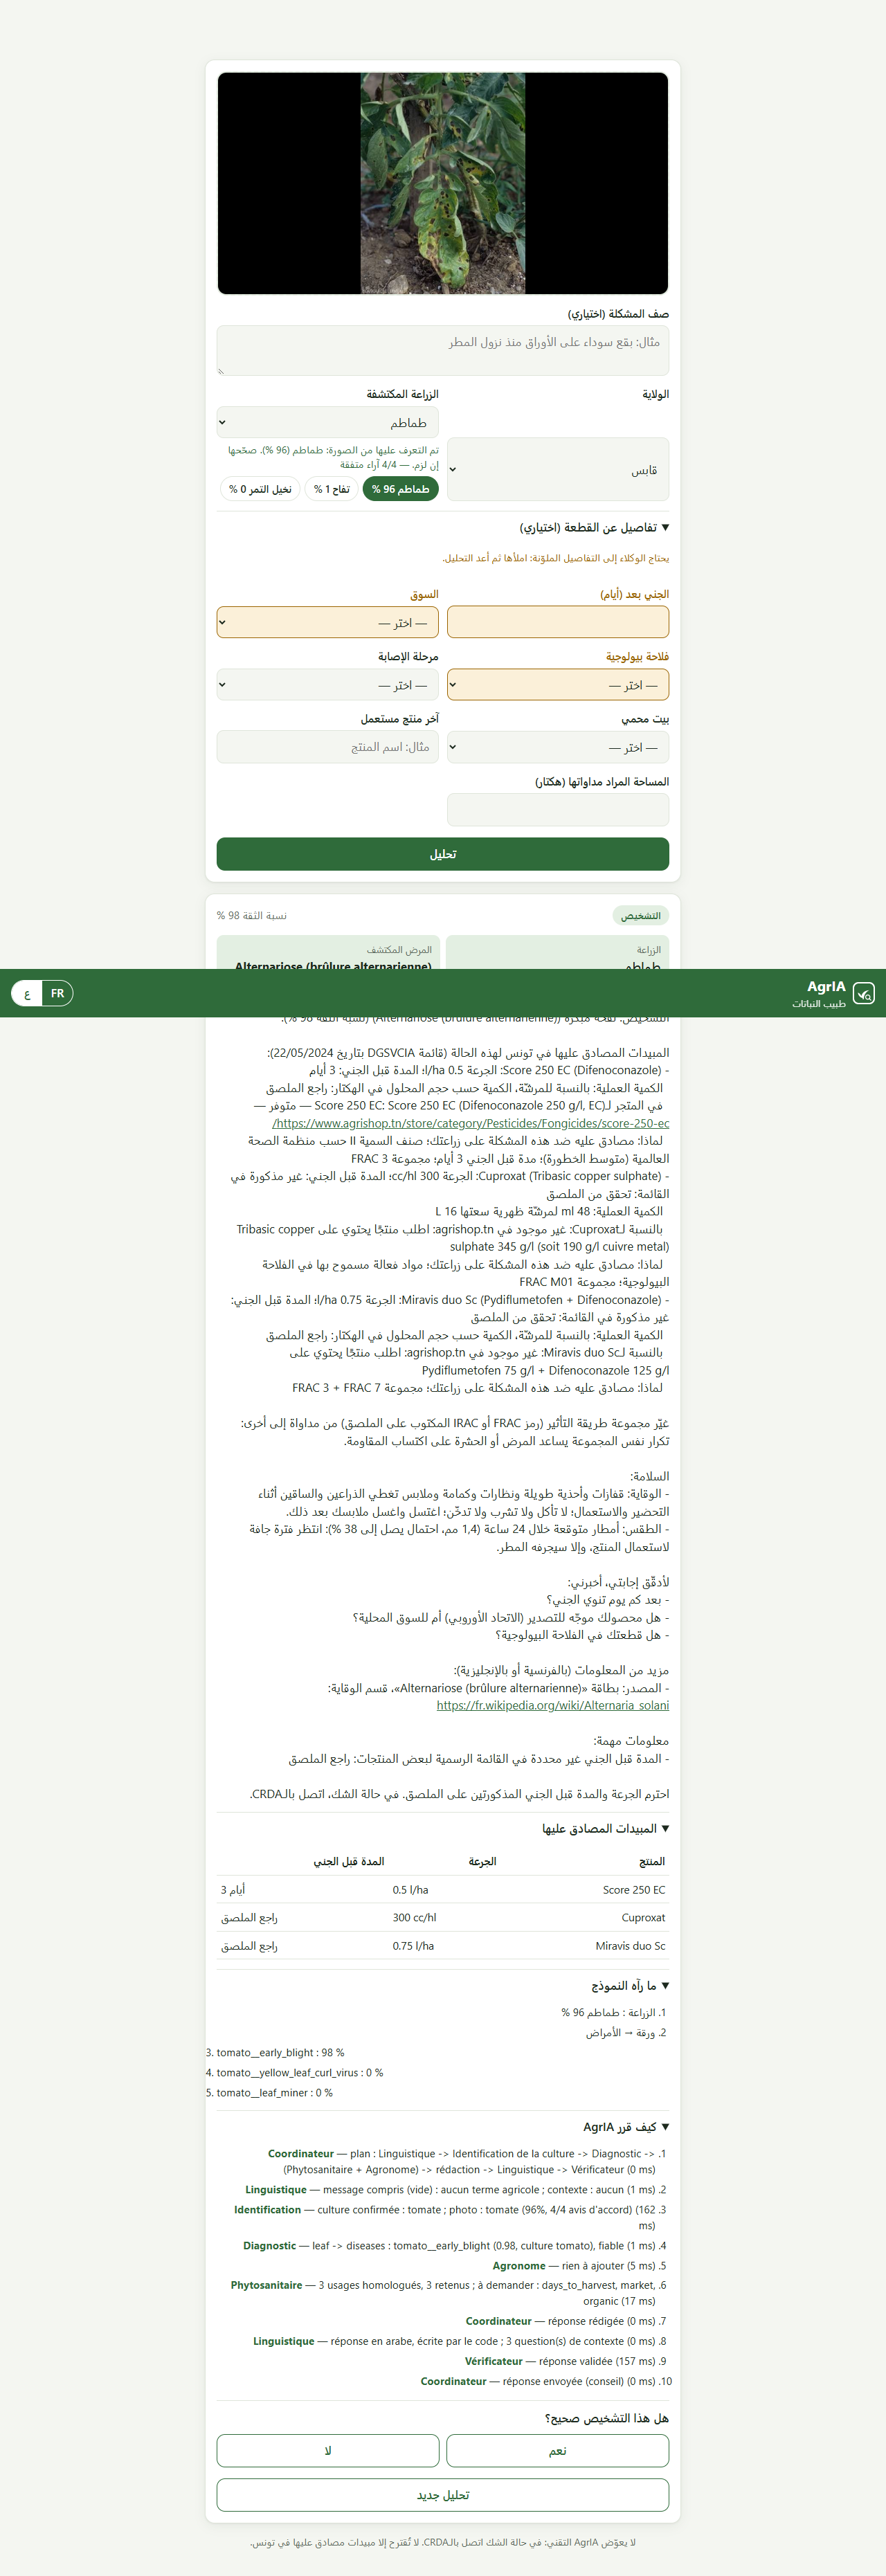 صف المشكلة (اختياري)
مثال: بقع سوداء على الأوراق منذ نزول المطر
الولاية
قابس
الزراعة المكتشفة
طماطم
تم التعرف عليها من الصورة: طماطم (96 %). صحّحها
إن لزم. — 4/4 آراء متفقة
طماطم 96 %
تفاح 1 %
نخيل التمر 0 %
▼ تفاصيل عن القطعة (اختياري)
يحتاج الوكلاء إلى التفاصيل الملوّنة: املأها ثم أعد التحليل.
الجني بعد (أيام)
السوق
— اختر —
فلاحة بيولوجية
— اختر —
مرحلة الإصابة
— اختر —
بيت محمي
— اختر —
آخر منتج مستعمل
مثال: اسم المنتج
المساحة المراد مداواتها (هكتار)
تحليل
التشخيص
نسبة الثقة 98 %
الزراعة
طماطم
المرض المكتشف
Alternariose (brûlure alternarienne)
AgrIA
طبيب النباتات
FR
ع
التشخيص: لفحة مبكرة (Alternariose (brûlure alternarienne)) (نسبة الثقة 98 %).
المبيدات المصادق عليها في تونس لهذه الحالة (قائمة DGSVCIA بتاريخ 22/05/2024):
- Score 250 EC (Difenoconazole): الجرعة 0.5 l/ha؛ المدة قبل الجني: 3 أيام
الكمية العملية: بالنسبة للمرشّة، الكمية حسب حجم المحلول في الهكتار: راجع الملصق
في المتجر لـScore 250 EC: Score 250 EC (Difenoconazole 250 g/l, EC) — متوفر —
https://www.agrishop.tn/store/category/Pesticides/Fongicides/score-250-ec/
لماذا: مصادق عليه ضد هذه المشكلة على زراعتك؛ صنف السمية II حسب منظمة الصحة
العالمية (متوسط الخطورة)؛ مدة قبل الجني 3 أيام؛ مجموعة FRAC 3
- Cuproxat (Tribasic copper sulphate): الجرعة 300 cc/hl؛ المدة قبل الجني: غير مذكورة في
القائمة: تحقق من الملصق
الكمية العملية: 48 ml لمرشّة ظهرية سعتها 16 L
بالنسبة لـCuproxat: غير موجود في agrishop.tn: اطلب منتجًا يحتوي على Tribasic copper
sulphate 345 g/l (soit 190 g/l cuivre metal)
لماذا: مصادق عليه ضد هذه المشكلة على زراعتك؛ مواد فعالة مسموح بها في الفلاحة
البيولوجية؛ مجموعة FRAC M01
- Miravis duo Sc (Pydiflumetofen + Difenoconazole): الجرعة 0.75 l/ha؛ المدة قبل الجني:
غير مذكورة في القائمة: تحقق من الملصق
الكمية العملية: بالنسبة للمرشّة، الكمية حسب حجم المحلول في الهكتار: راجع الملصق
بالنسبة لـMiravis duo Sc: غير موجود في agrishop.tn: اطلب منتجًا يحتوي على
Pydiflumetofen 75 g/l + Difenoconazole 125 g/l
لماذا: مصادق عليه ضد هذه المشكلة على زراعتك؛ مجموعة FRAC 3 + FRAC 7
غيّر مجموعة طريقة التأثير (رمز FRAC أو IRAC المكتوب على الملصق) من مداواة إلى أخرى:
تكرار نفس المجموعة يساعد المرض أو الحشرة على اكتساب المقاومة.
السلامة:
- الوقاية: قفازات وأحذية طويلة ونظارات وكمامة وملابس تغطي الذراعين والساقين أثناء
التحضير والاستعمال؛ لا تأكل ولا تشرب ولا تدخّن؛ اغتسل واغسل ملابسك بعد ذلك.
- الطقس: أمطار متوقعة خلال 24 ساعة (1,4 مم، احتمال يصل إلى 38 %): انتظر فترة جافة
لاستعمال المنتج، وإلا سيجرفه المطر.
لأدقّق إجابتي، أخبرني:
- بعد كم يوم تنوي الجني؟
- هل محصولك موجّه للتصدير (الاتحاد الأوروبي) أم للسوق المحلية؟
- هل قطعتك في الفلاحة البيولوجية؟
مزيد من المعلومات (بالفرنسية أو بالإنجليزية):
- المصدر: بطاقة «Alternariose (brûlure alternarienne)»، قسم الوقاية:
https://fr.wikipedia.org/wiki/Alternaria_solani
معلومات مهمة:
- المدة قبل الجني غير محددة في القائمة الرسمية لبعض المنتجات: راجع الملصق
احترم الجرعة والمدة قبل الجني المذكورتين على الملصق. في حالة الشك، اتصل بالـCRDA.
▼ المبيدات المصادق عليها
المنتج الجرعة المدة قبل الجني
Score 250 EC 0.5 l/ha 3 أيام
Cuproxat 300 cc/hl راجع الملصق
Miravis duo Sc 0.75 l/ha راجع الملصق
▼ ما رآه النموذج
1. الزراعة : طماطم 96 %
2. ورقة → الأمراض
3. tomato__early_blight : 98 %
4. tomato__yellow_leaf_curl_virus : 0 %
5. tomato__leaf_miner : 0 %
▼ كيف قرر AgrIA
1. Coordinateur — plan : Linguistique -> Identification de la culture -> Diagnostic ->
(Phytosanitaire + Agronome) -> rédaction -> Linguistique -> Vérificateur (0 ms)
2. Linguistique — message compris (vide) : aucun terme agricole ; contexte : aucun (1 ms)
3. Identification — culture confirmée : tomate ; photo : tomate (96%, 4/4 avis d'accord) (162
ms)
4. Diagnostic — leaf -> diseases : tomato__early_blight (0.98, culture tomato), fiable (1 ms)
5. Agronome — rien à ajouter (5 ms)
6. Phytosanitaire — 3 usages homologués, 3 retenus ; à demander : days_to_harvest, market,
organic (17 ms)
7. Coordinateur — réponse rédigée (0 ms)
8. Linguistique — réponse en arabe, écrite par le code ; 3 question(s) de contexte (0 ms)
9. Vérificateur — réponse validée (157 ms)
10. Coordinateur — réponse envoyée (conseil) (0 ms)
هل هذا التشخيص صحيح؟
نعم
لا
تحليل جديد
لا يعوّض AgrIA التقني: في حالة الشك اتصل بالـCRDA. لا تُقترح إلا مبيدات مصادق عليها في تونس.